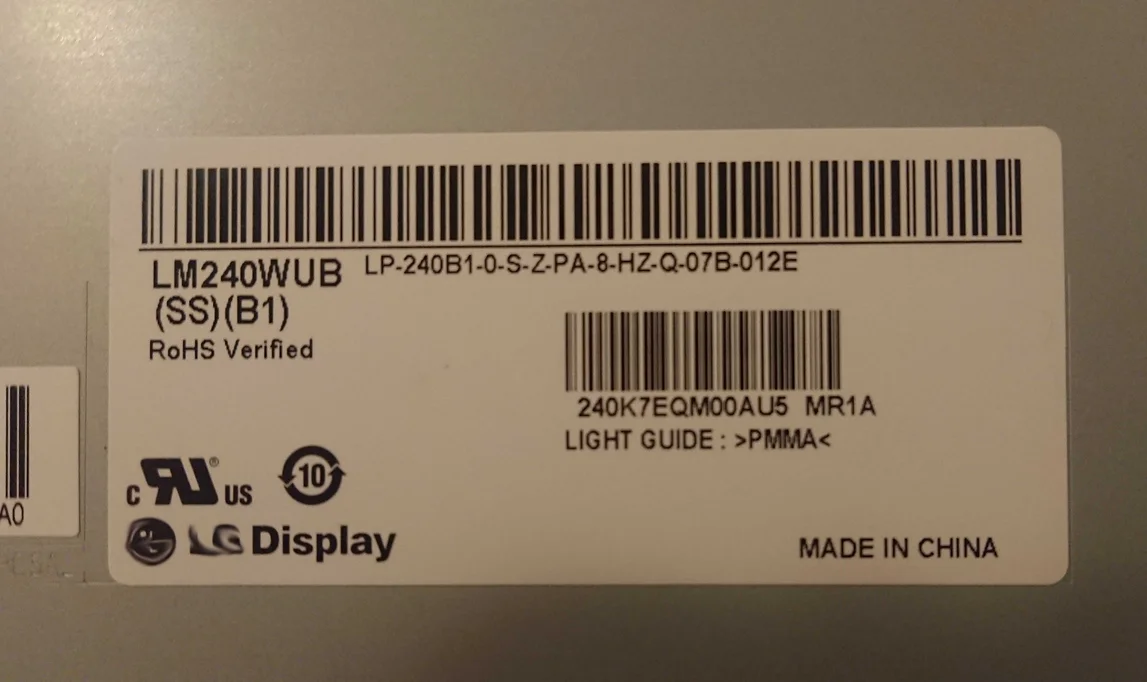 LM240WUB LP-240B1-0-S-Z-PA-8-HZ-Q-07B-012E
(SS)(B1)
RoHS Verified
240K7EQM00AU5 MR1A
LIGHT GUIDE : >PMMA<
C RU® US 10
LG Display
MADE IN CHINA
A0